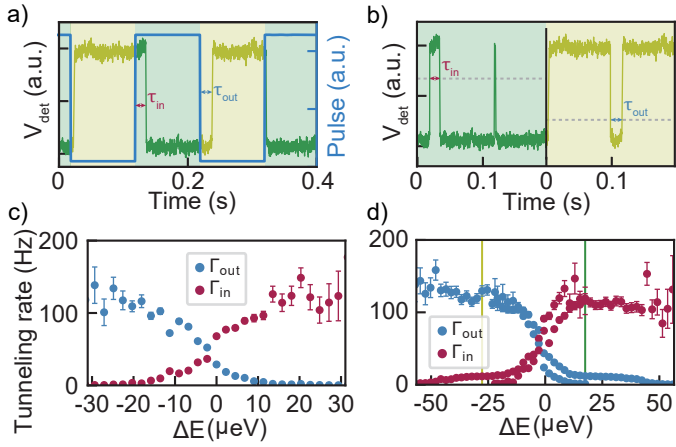 a)
b)
V_det (a.u.)
τ_in
τ_out
Pulse (a.u.)
0
0.2
0.4
Time (s)
V_det (a.u.)
τ_in
τ_out
0
0.1
0
0.1
Time (s)
c)
d)
Tunneling rate (Hz)
200
100
0
Γ_out
Γ_in
-30
-20
-10
0
10
20
30
ΔE (μeV)
200
100
0
Γ_out
Γ_in
-50
-25
0
25
50
ΔE (μeV)